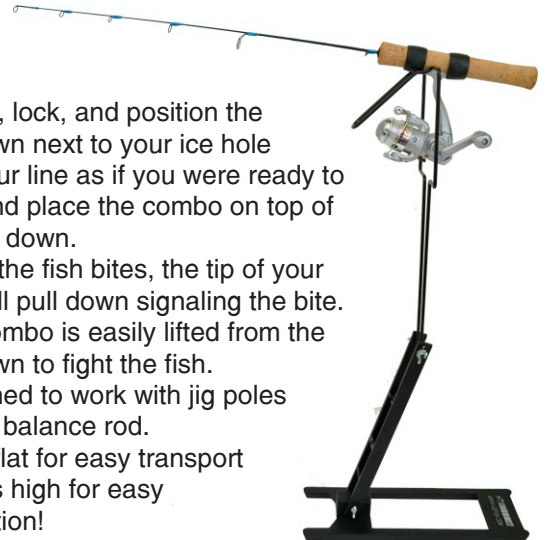 , lock, and position the
wn next to your ice hole
ur line as if you were ready to
nd place the combo on top of
down.
the fish bites, the tip of your
ll pull down signaling the bite.
ombo is easily lifted from the
wn to fight the fish.
ned to work with jig poles
balance rod.
flat for easy transport
s high for easy
tion!